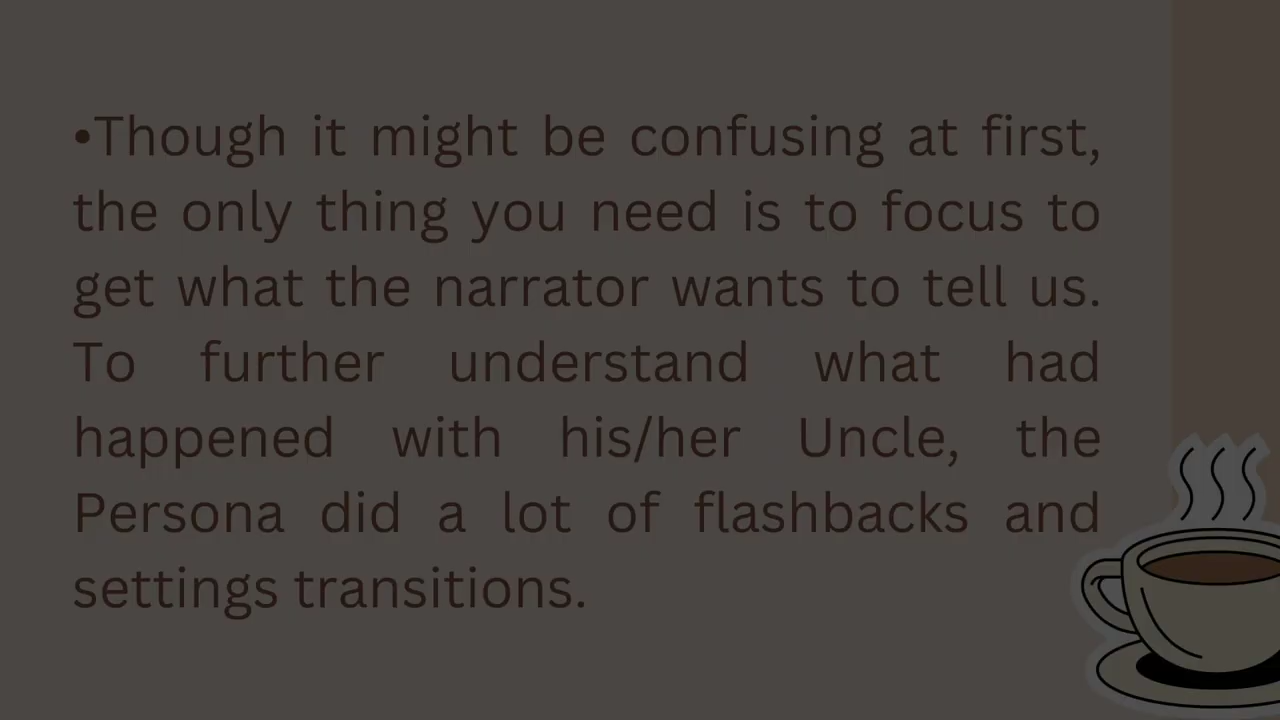 •Though it might be confusing at first,
the only thing you need is to focus to
get what the narrator wants to tell us.
To further understand what had
happened with his/her Uncle, the
Persona did a lot of flashbacks and
settings transitions.